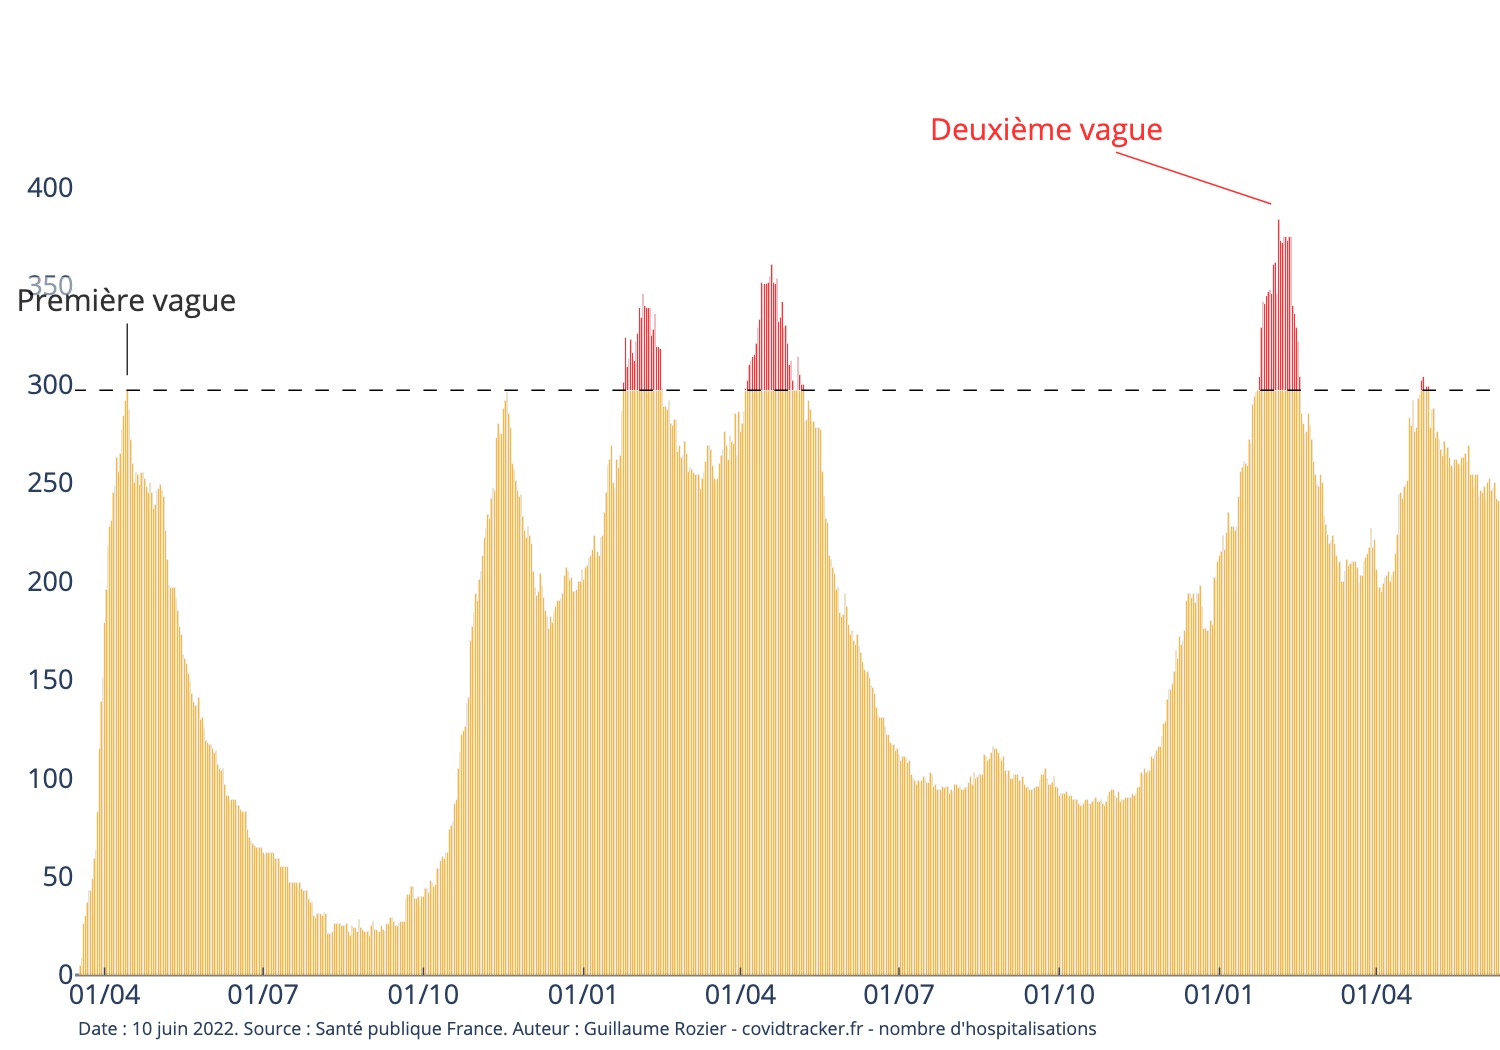 Deuxième vague
400
350
Première vague
300
250
200
150
100
50
0
01/04 01/07 01/10 01/01 01/04 01/07 01/10 01/01 01/04
Date : 10 juin 2022. Source : Santé publique France. Auteur : Guillaume Rozier - covidtracker.fr - nombre d'hospitalisations